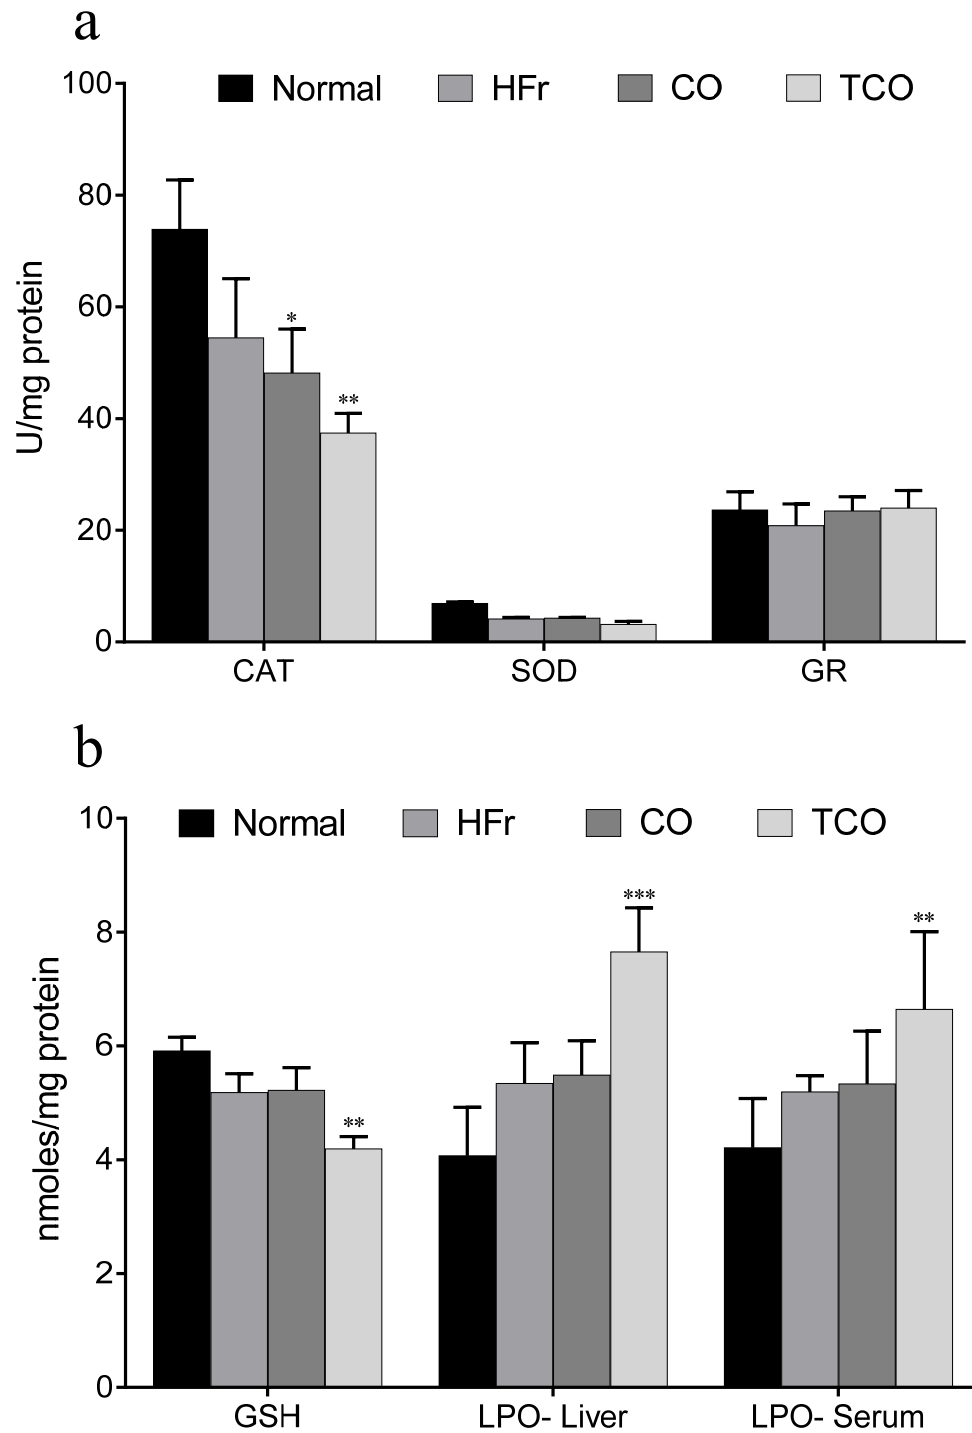 a
Normal HFr CO TCO
100
80
60
40
20
0
U/mg protein
*
**
CAT SOD GR
b
Normal HFr CO TCO
10
8
6
4
2
0
nmoles/mg protein
***
**
**
GSH LPO- Liver LPO- Serum